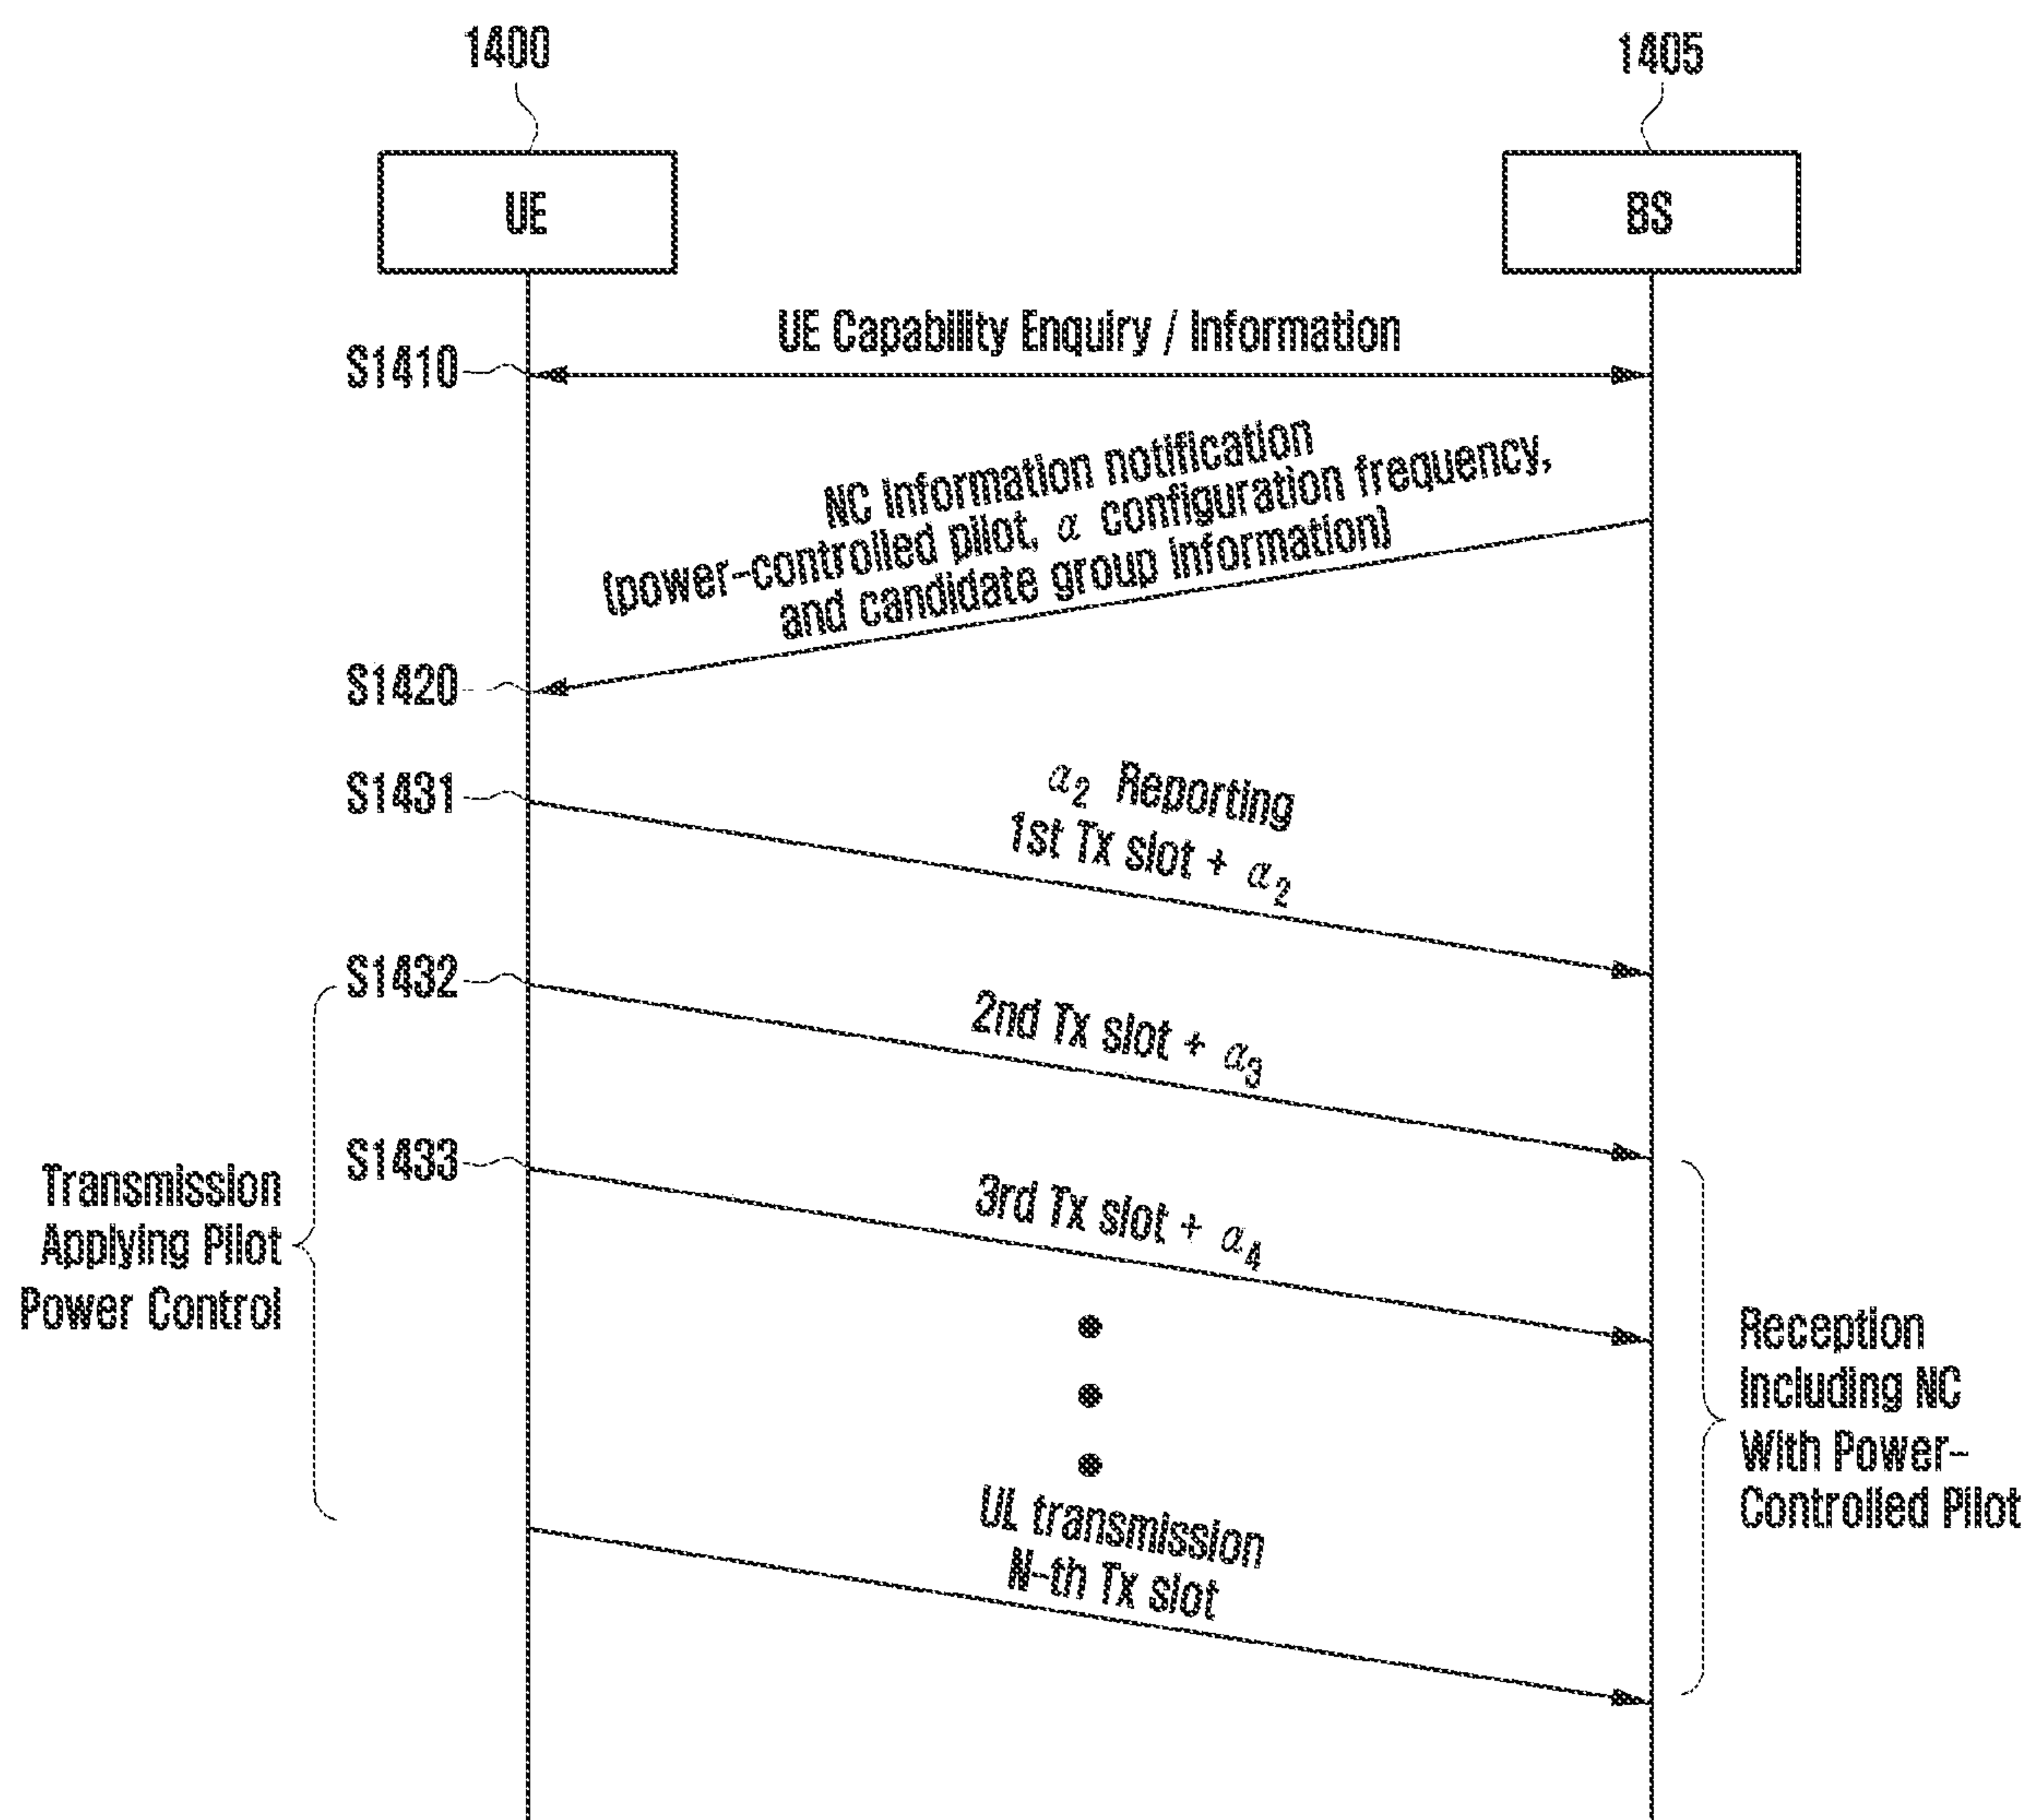 1400
1405
UE
BS
UE Capability Enquiry / Information
S1410
NC information notification
(power-controlled pilot, α configuration frequency,
and candidate group information)
S1420
S1431
α₂ Reporting
1st Tx slot + α₂
S1432
2nd Tx slot + α₃
S1433
3rd Tx slot + α₄
Transmission
Applying Pilot
Power Control
Reception
Including NC
With Power-
Controlled Pilot
UL transmission
N-th Tx slot